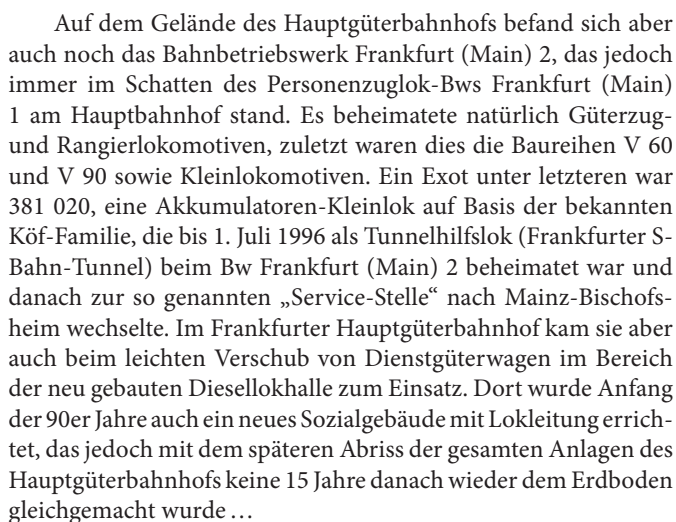 Auf dem Gelände des Hauptgüterbahnhofs befand sich aber
auch noch das Bahnbetriebswerk Frankfurt (Main) 2, das jedoch
immer im Schatten des Personenzuglok-Bws Frankfurt (Main)
1 am Hauptbahnhof stand. Es beheimatete natürlich Güterzug-
und Rangierlokomotiven, zuletzt waren dies die Baureihen V 60
und V 90 sowie Kleinlokomotiven. Ein Exot unter letzteren war
381 020, eine Akkumulatoren-Kleinlok auf Basis der bekannten
Köf-Familie, die bis 1. Juli 1996 als Tunnelhilfslok (Frankfurter S-
Bahn-Tunnel) beim Bw Frankfurt (Main) 2 beheimatet war und
danach zur so genannten „Service-Stelle“ nach Mainz-Bischofs-
heim wechselte. Im Frankfurter Hauptgüterbahnhof kam sie aber
auch beim leichten Verschub von Dienstgüterwagen im Bereich
der neu gebauten Diesellokhalle zum Einsatz. Dort wurde Anfang
der 90er Jahre auch ein neues Sozialgebäude mit Lokleitung errich-
tet, das jedoch mit dem späteren Abriss der gesamten Anlagen des
Hauptgüterbahnhofs keine 15 Jahre danach wieder dem Erdboden
gleichgemacht wurde …